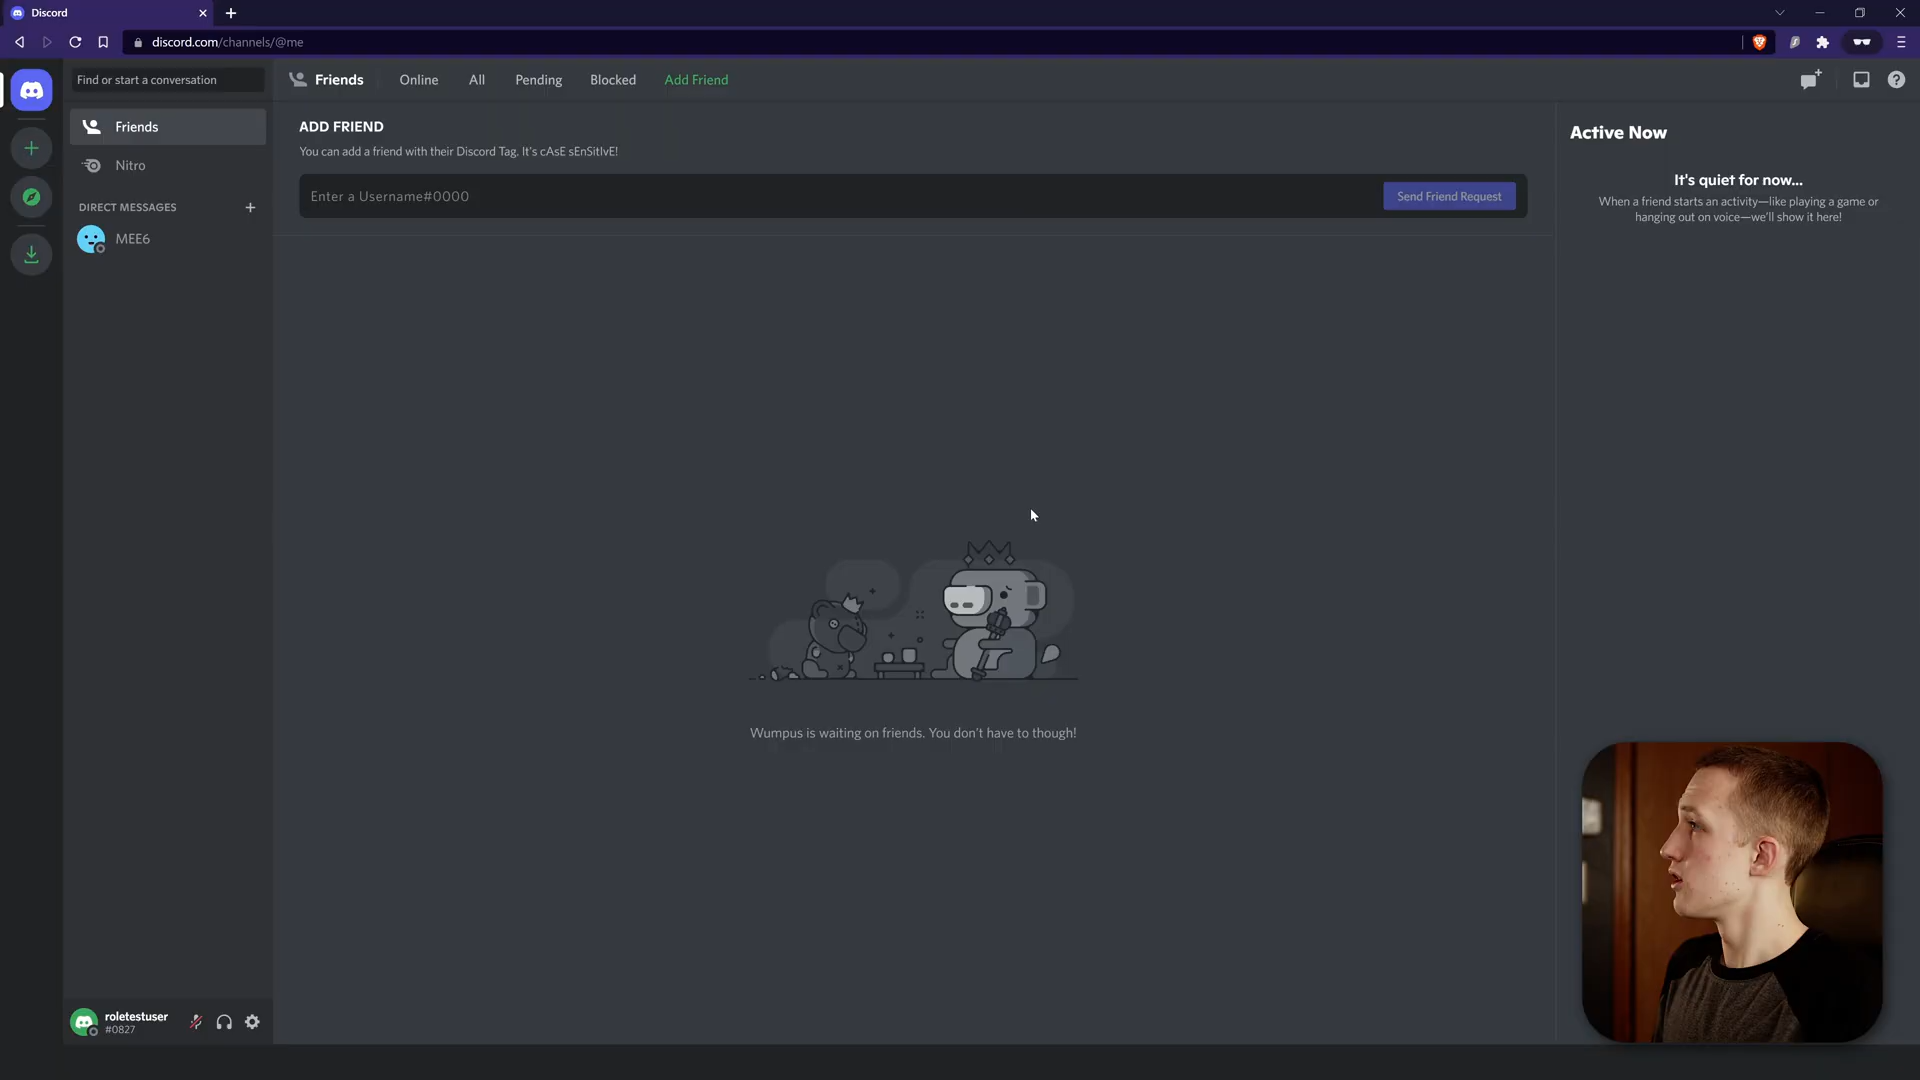 Discord
discord.com/channels/@me
Find or start a conversation
Friends
Online
All
Pending
Blocked
Add Friend
Friends
Nitro
DIRECT MESSAGES
MEE6
ADD FRIEND
You can add a friend with their Discord Tag. It's cAsE sEnSitIvE!
Enter a Username#0000
Send Friend Request
Wumpus is waiting on friends. You don't have to though!
Active Now
It's quiet for now...
When a friend starts an activity—like playing a game or
hanging out on voice—we'll show it here!
roletestuser
#0827